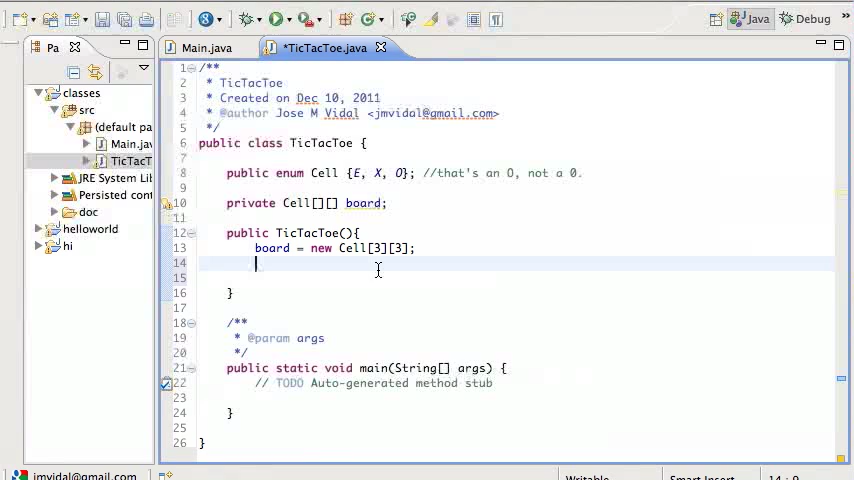 Java
Debug
Pa
Main.java
*TicTacToe.java
classes
src
(default pa
Main.jav
TicTacT
JRE System Lib
Persisted cont
doc
helloworld
hi
1 /**
2 * TicTacToe
3 * Created on Dec 10, 2011
4 * @author Jose M Vidal <jmvidal@gmail.com>
5 */
6 public class TicTacToe {
7
8 public enum Cell {E, X, O}; //that's an O, not a 0.
9
10 private Cell[][] board;
11
12 public TicTacToe(){
13 board = new Cell[3][3];
14
15
16 }
17
18 /**
19 * @param args
20 */
21 public static void main(String[] args) {
22 // TODO Auto-generated method stub
23
24 }
25
26 }
jmvidal@gmail.com
Writable
Smart Insert
14 : 9